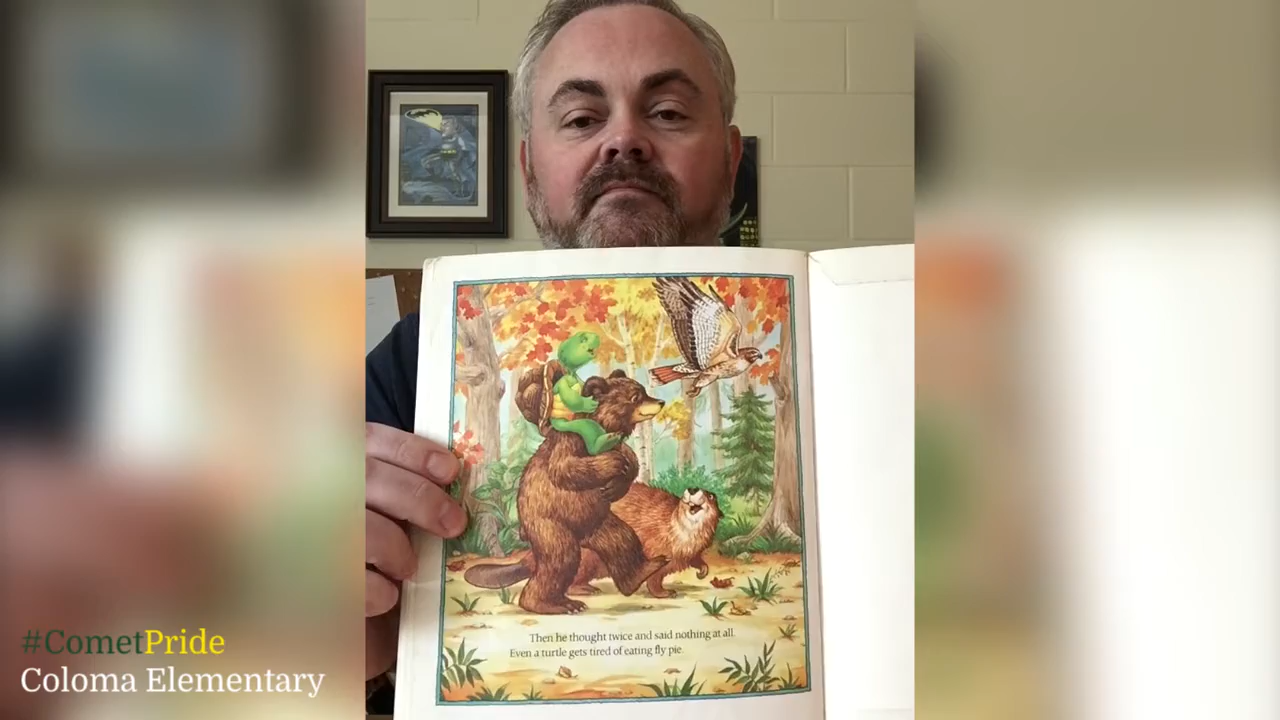 Then he thought twice and said nothing at all.
Even a turtle gets tired of eating fly pie.
#CometPride
Coloma Elementary